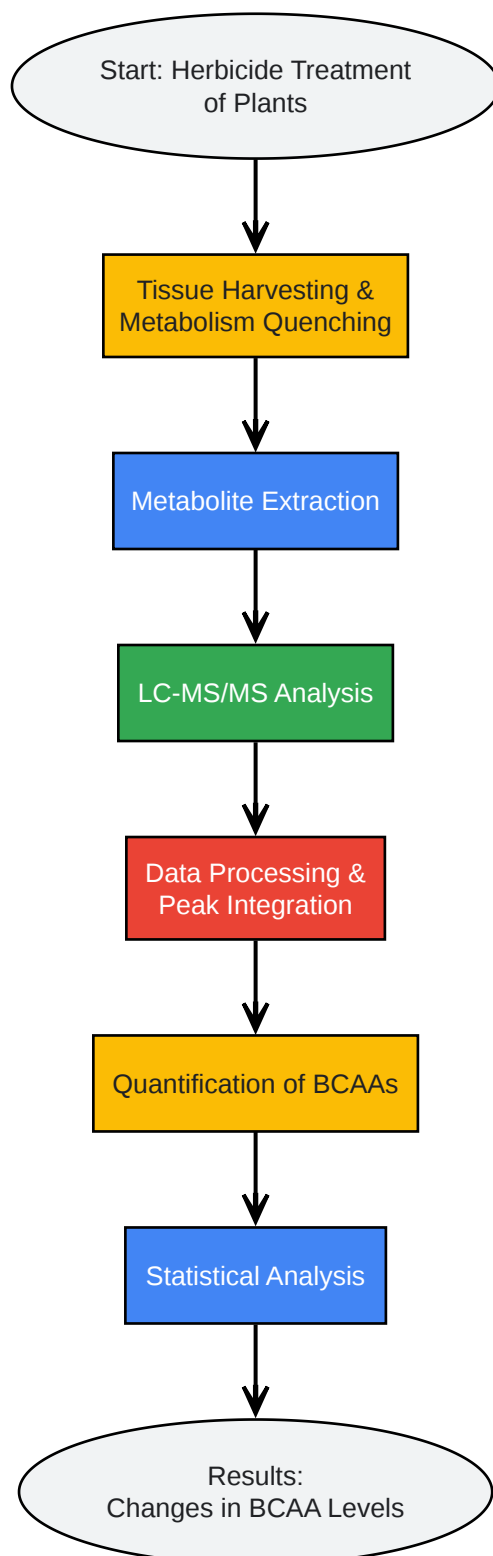 Start: Herbicide Treatment
of Plants
Tissue Harvesting &
Metabolism Quenching
Metabolite Extraction
LC-MS/MS Analysis
Data Processing &
Peak Integration
Quantification of BCAAs
Statistical Analysis
Results:
Changes in BCAA Levels